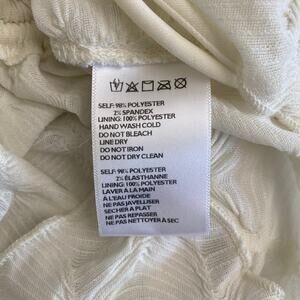 SELF: 98% POLYESTER
2% SPANDEX
LINING: 100% POLYESTER
HAND WASH COLD
DO NOT BLEACH
LINE DRY
DO NOT IRON
DO NOT DRY CLEAN
SELF: 98% POLYESTER
2% ÉLASTHANNE
LINING: 100% POLYESTER
LAVER À LA MAIN
À L'EAU FROIDE
NE PAS JAVELLISER
SÉCHER A PLAT
NE PAS REPASSER
NE PAS NETTOYER À SEC